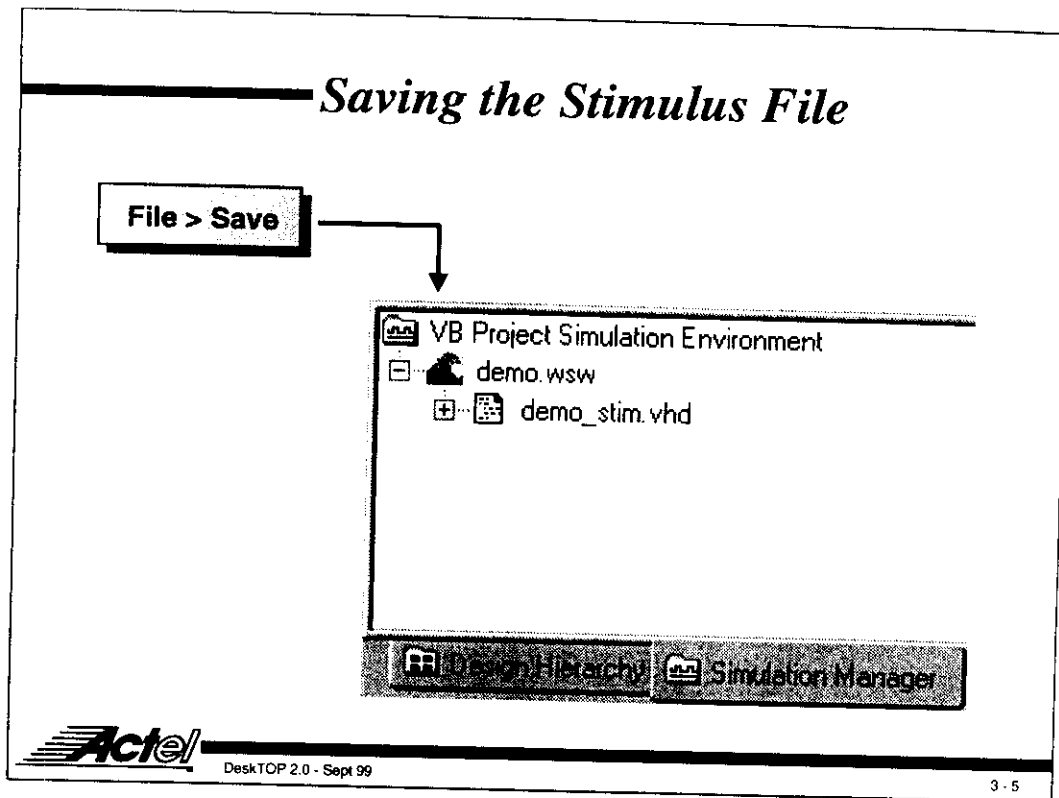 Saving the Stimulus File
File > Save
VB Project Simulation Environment
demo.wsw
demo_stim.vhd
Design Hierarchy
Simulation Manager
Actel
DeskTOP 2.0 - Sept 99
3 - 5